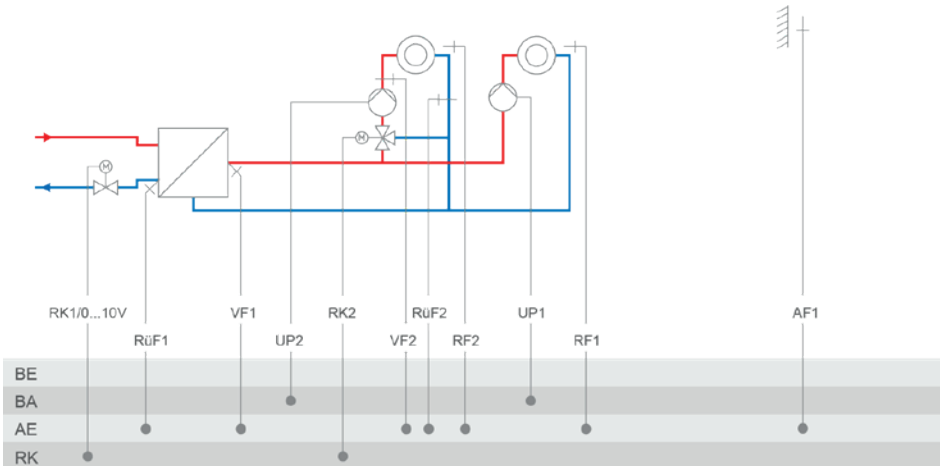 M
M
RK1/0...10V VF1 RK2 RüF2 UP1 AF1
RüF1 UP2 VF2 RF2 RF1
BE
BA
AE
RK